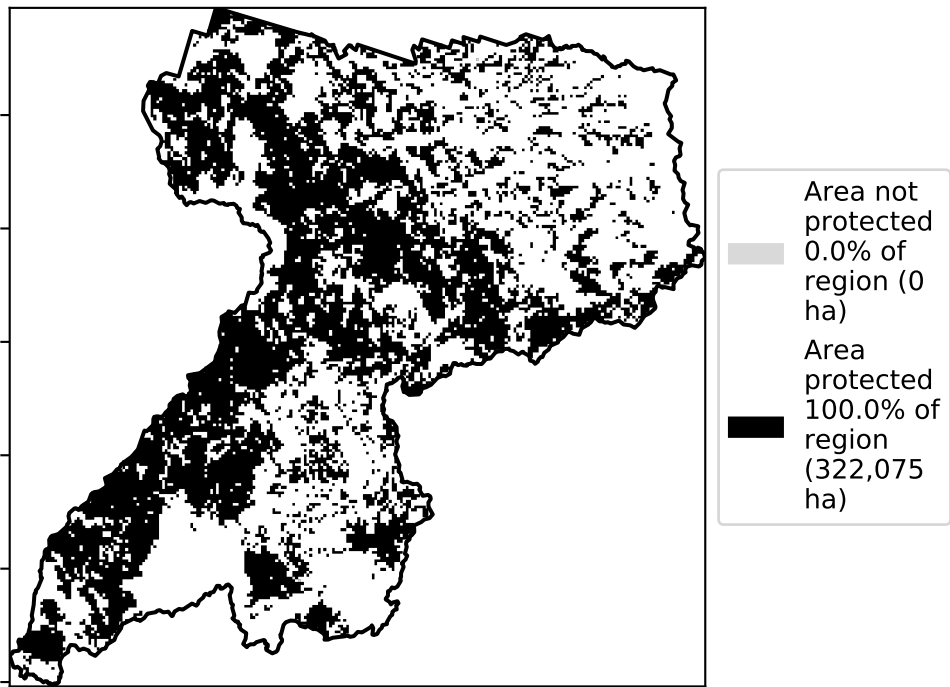 Area not
protected
0.0% of
region (0
ha)
Area
protected
100.0% of
region
(322,075
ha)